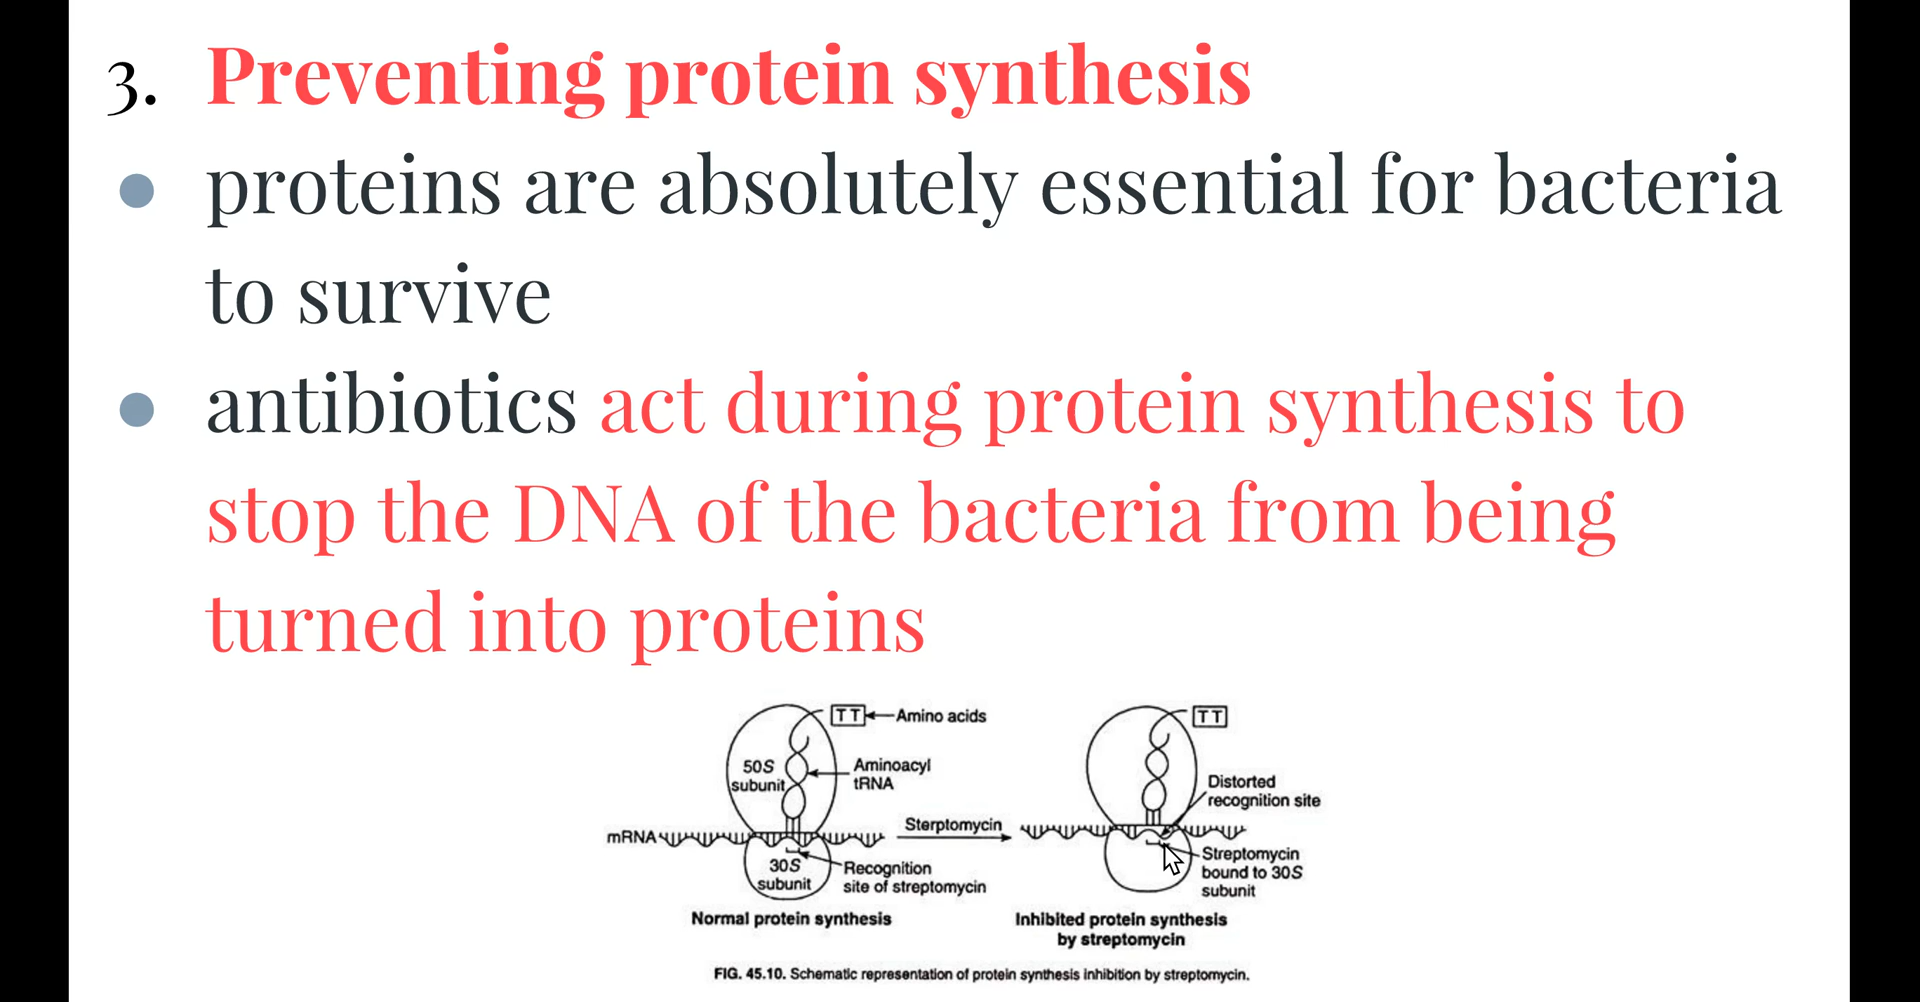 3. Preventing protein synthesis
● proteins are absolutely essential for bacteria
to survive
● antibiotics act during protein synthesis to
stop the DNA of the bacteria from being
turned into proteins
TT
Amino acids
50S
subunit
Aminoacyl
tRNA
mRNA
30S
subunit
Recognition
site of streptomycin
Normal protein synthesis
Sterptomycin
TT
Distorted
recognition site
Streptomycin
bound to 30S
subunit
Inhibited protein synthesis
by streptomycin
FIG. 45.10. Schematic representation of protein synthesis inhibition by streptomycin.